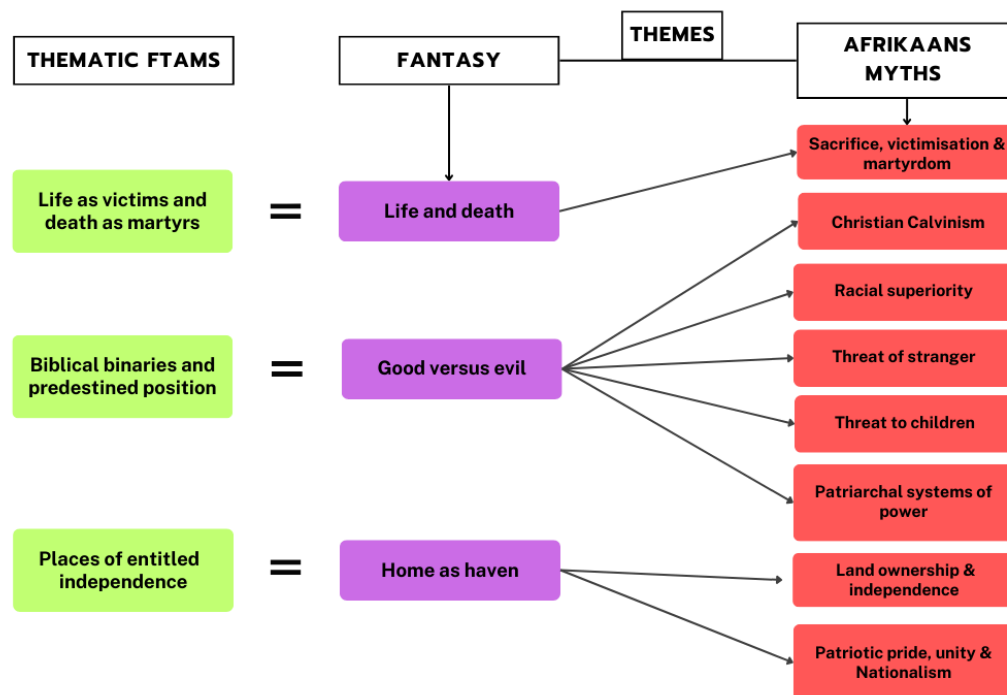 THEMES
THEMATIC FTAMS
FANTASY
AFRIKAANS
MYTHS
Life as victims and
death as martyrs
=
Life and death
Sacrifice, victimisation &
martyrdom
Christian Calvinism
Racial superiority
Biblical binaries and
predestined position
=
Good versus evil
Threat of stranger
Threat to children
Patriarchal systems of
power
Places of entitled
independence
=
Home as haven
Land ownership &
independence
Patriotic pride, unity &
Nationalism